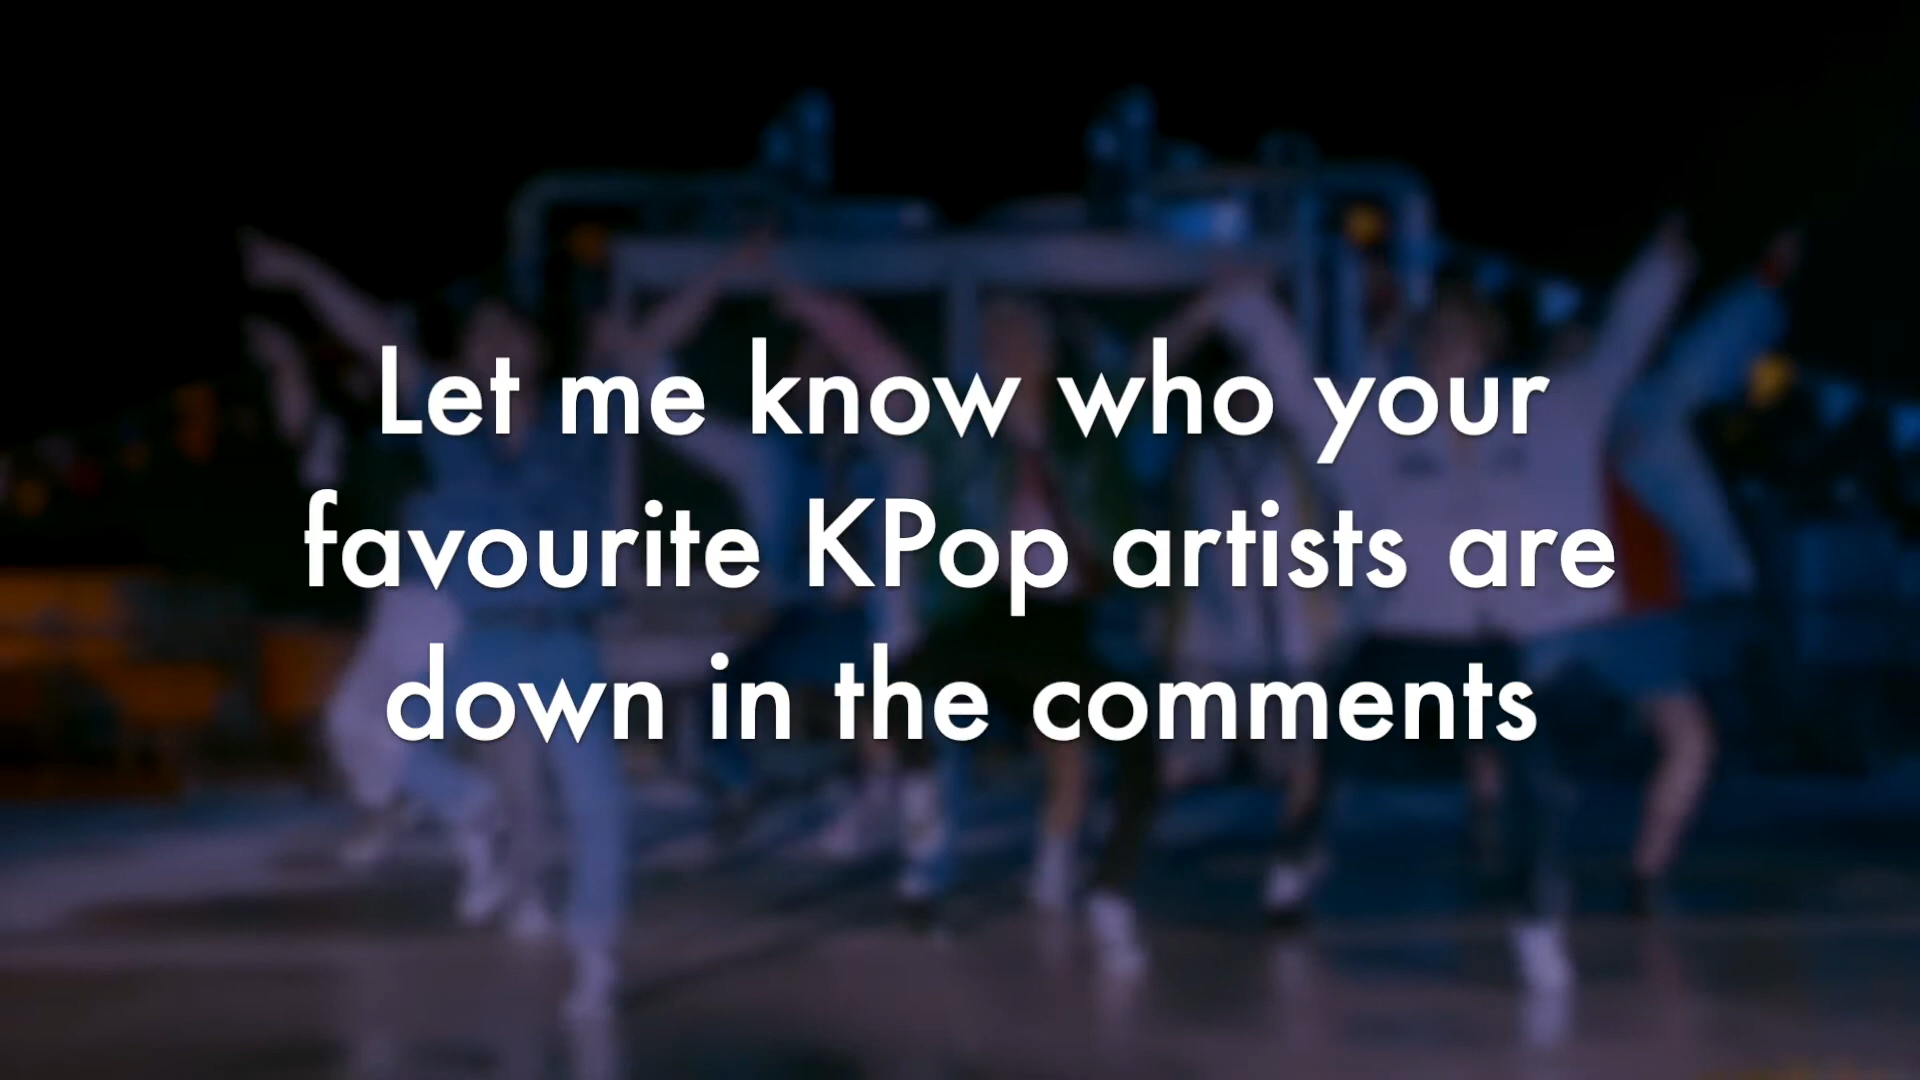 Let me know who your
favourite KPop artists are
down in the comments